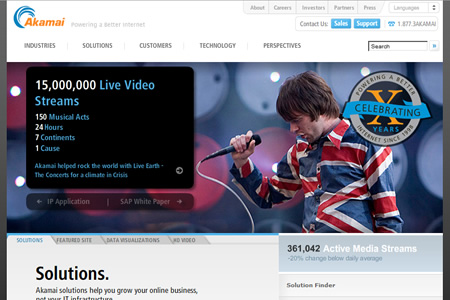 About Careers Investors Partners Press Languages
Akamai Powering a Better Internet
Contact Us: Sales Support 1.877.3AKAMAI
INDUSTRIES SOLUTIONS CUSTOMERS TECHNOLOGY PERSPECTIVES
Search
15,000,000 Live Video
Streams
150 Musical Acts
24 Hours
7 Continents
1 Cause
Akamai helped rock the world with Live Earth -
The Concerts for a climate in Crisis
POWERING A BETTER
CELEBRATING
X
YEARS
INTERNET SINCE 1998
IP Application | SAP White Paper
SOLUTIONS FEATURED SITE DATA VISUALIZATIONS HD VIDEO
361,042 Active Media Streams
-20% change below daily average
Solutions.
Akamai solutions help you grow your online business,
not your IT infrastructure.
Solution Finder